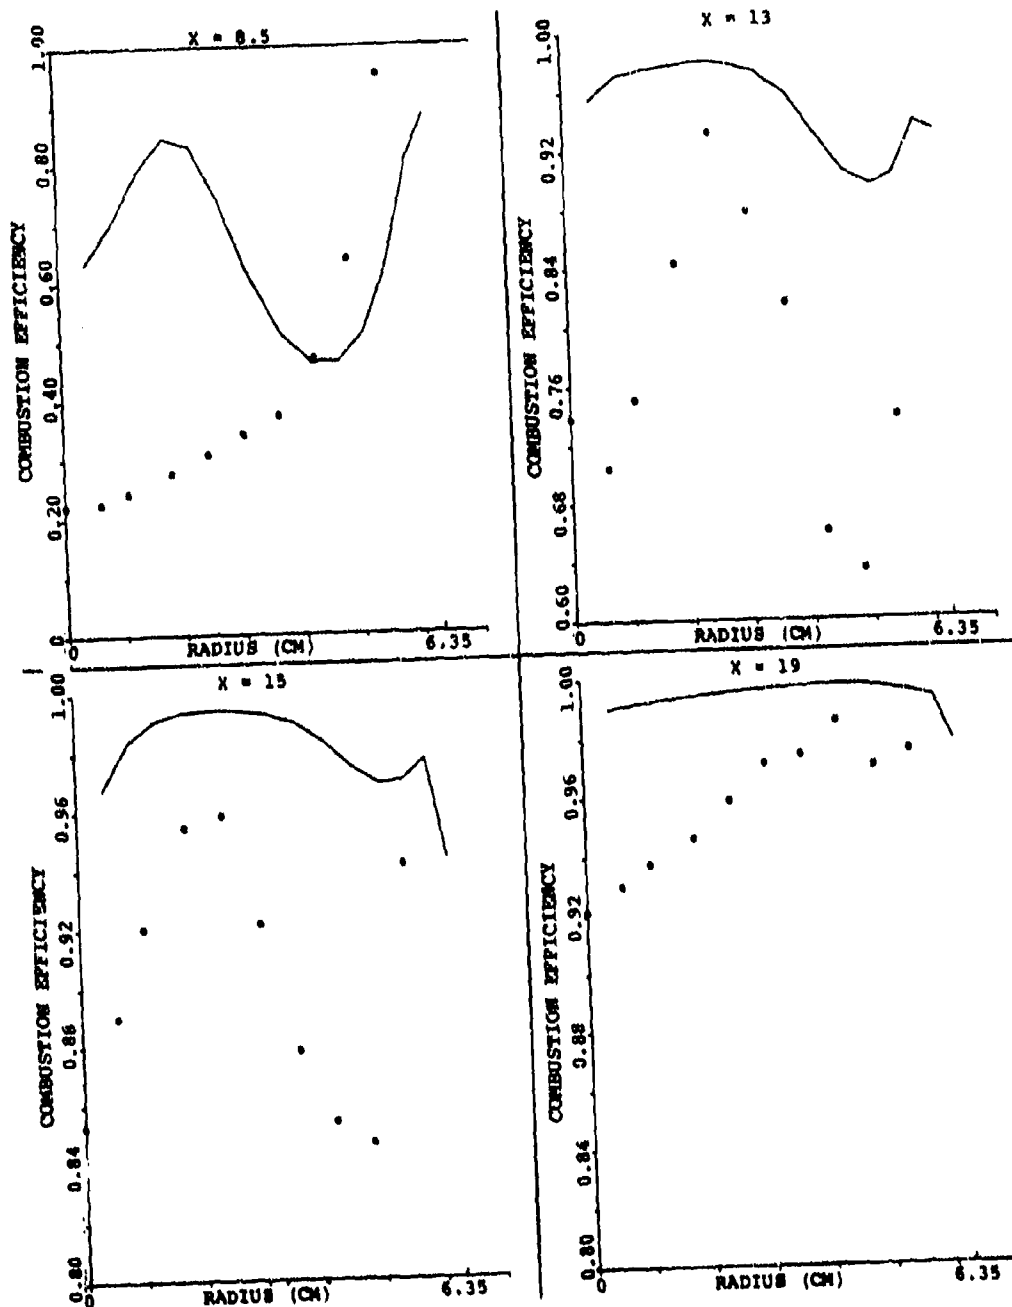 X = 8.5
1.00
0.80
0.60
0.40
0.20
0
COMBUSTION EFFICIENCY
0
RADIUS (CM)
6.35
X = 13
1.00
0.92
0.84
0.76
0.68
0.60
COMBUSTION EFFICIENCY
0
RADIUS (CM)
6.35
X = 15
1.00
0.96
0.92
0.88
0.84
0.80
COMBUSTION EFFICIENCY
0
RADIUS (CM)
6.35
X = 19
1.00
0.96
0.92
0.88
0.84
0.80
COMBUSTION EFFICIENCY
0
RADIUS (CM)
6.35